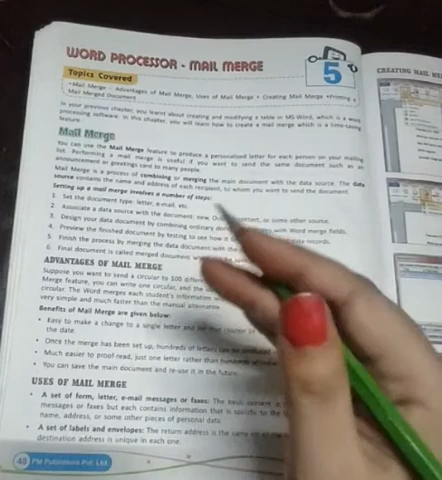 WORD PROCESSOR - MAIL MERGE
5
Topics Covered
•Mail Merge - Advantages of Mail Merge, Uses of Mail Merge • Creating Mail Merge •Printing a
Mail Merged Document
In your previous chapter, you learnt about creating and modifying a table in MS-Word, which is a word
processing software. In this chapter, you will learn how to create a mail merge which is a time-saving
feature.
Mail Merge
You can use the Mail Merge feature to produce a personalised letter for each person on your mailing
list. Performing a mail merge is useful if you want to send the same document such as an
announcement or greetings card to many people.
Mail Merge is a process of combining or merging the main document with the data source. The data
source contains the name and address of each recipient, to whom you want to send the document.
Setting up a mail merge involves a number of steps:
1. Set the document type: letter, e-mail, etc.
2. Associate a data source with the document: new, or some other source.
3. Design your document by combining ordinary with Word merge fields.
4. Preview the finished document by testing to see how it data records.
5. Finish the process by merging the data document with the
6. Final document is called merged document
ADVANTAGES OF MAIL MERGE
Suppose you want to send a circular to 100
Merge feature, you can write one circular, and the
circular. The Word merges each student's information
very simple and much faster than the manual alternative
Benefits of Mail Merge are given below:
• Easy to make a change to a single letter and
the date
• Once the merge has been set up, hundreds of letters can be
• Much easier to proof-read, just one letter rather than
• You can save the main document and re-use it in the future.
USES OF MAIL MERGE
• A set of form, letter, e-mail messages or faxes: The
messages or faxes but each contains information that is specific to the
name, address, or some other pieces of personal data.
• A set of labels and envelopes: The return address is the same
destination address is unique in each one.
48 PM Publishers Pvt. Ltd.
CREATING MAIL